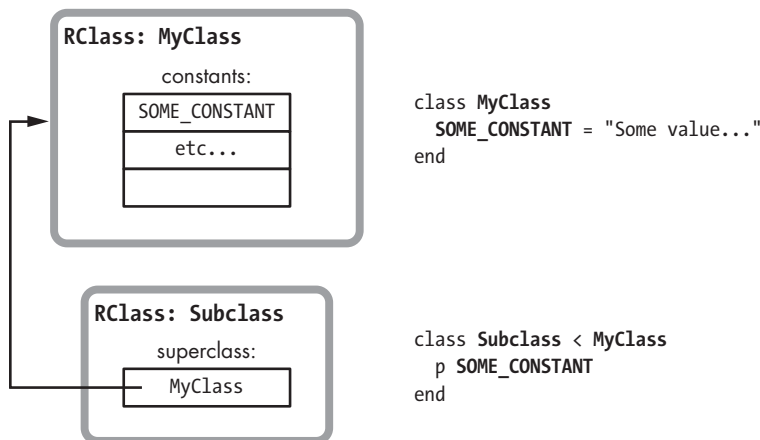 RClass: MyClass
constants:
SOME_CONSTANT
etc...
class MyClass
  SOME_CONSTANT = "Some value..."
end
RClass: Subclass
superclass:
MyClass
class Subclass < MyClass
  p SOME_CONSTANT
end